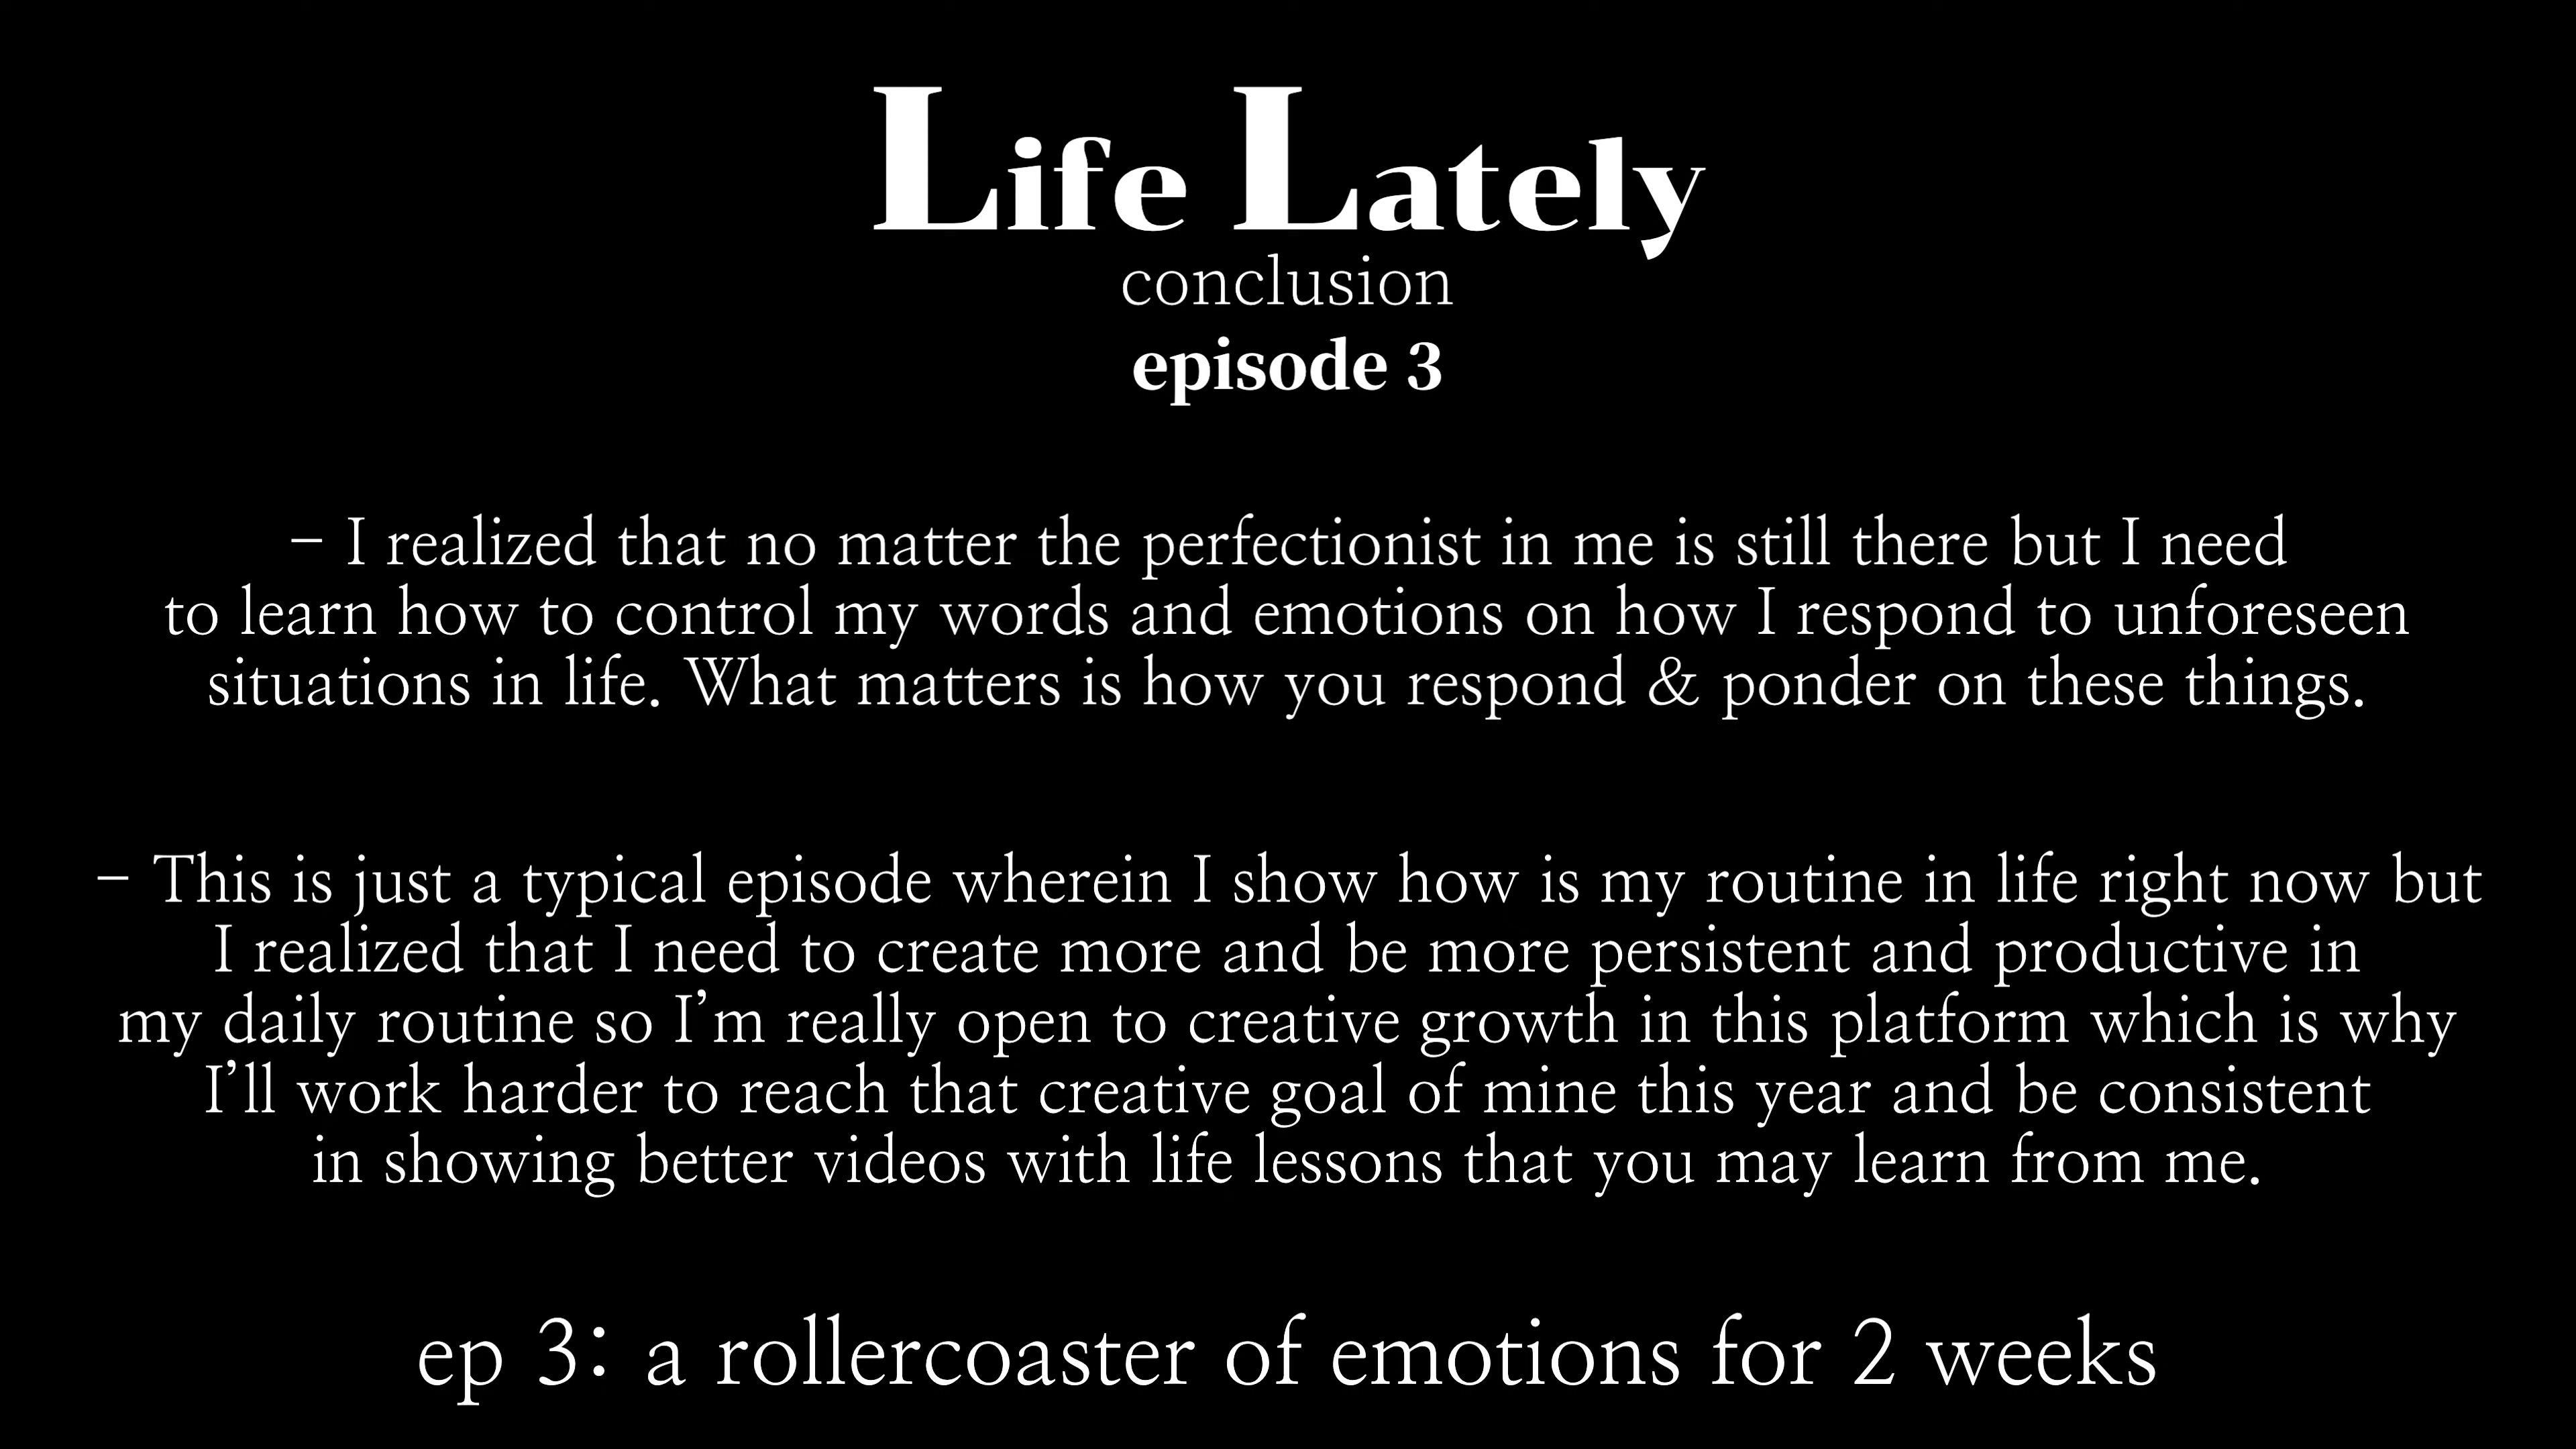 Life Lately
conclusion
episode 3
- I realized that no matter the perfectionist in me is still there but I need
to learn how to control my words and emotions on how I respond to unforeseen
situations in life. What matters is how you respond & ponder on these things.
- This is just a typical episode wherein I show how is my routine in life right now but
I realized that I need to create more and be more persistent and productive in
my daily routine so I'm really open to creative growth in this platform which is why
I'll work harder to reach that creative goal of mine this year and be consistent
in showing better videos with life lessons that you may learn from me.
ep 3: a rollercoaster of emotions for 2 weeks